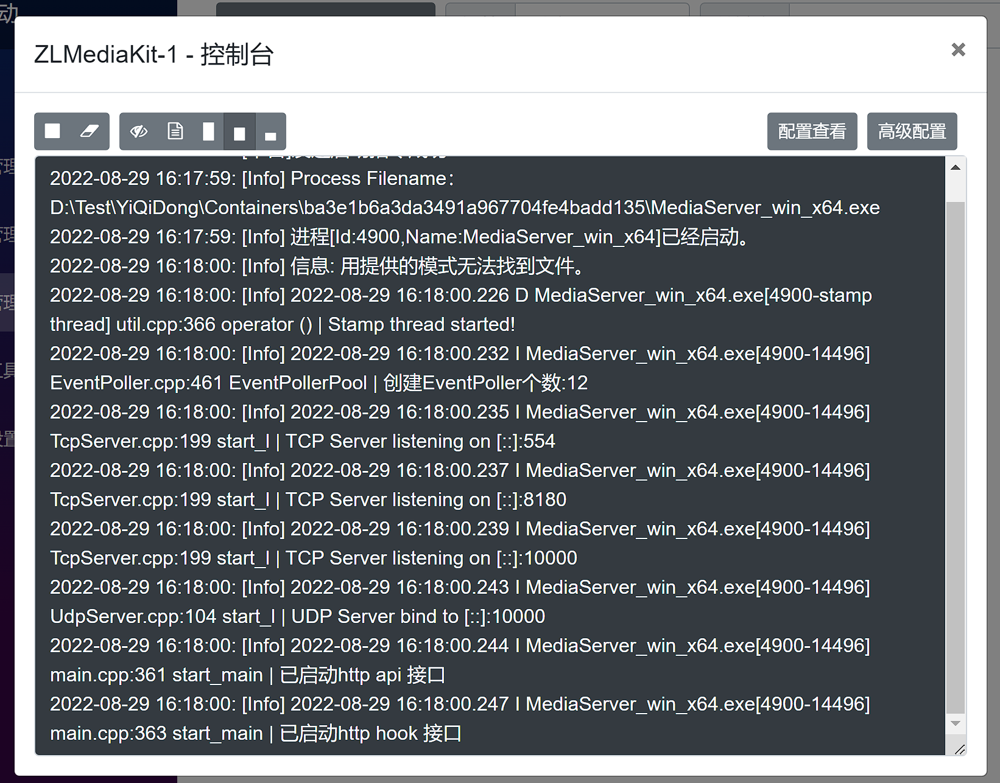 动
ZLMediaKit-1 - 控制台
配置查看
高级配置
2022-08-29 16:17:59: [Info] Process Filename：
D:\Test\YiQiDong\Containers\ba3e1b6a3da3491a967704fe4badd135\MediaServer_win_x64.exe
2022-08-29 16:17:59: [Info] 进程[Id:4900,Name:MediaServer_win_x64]已经启动。
2022-08-29 16:18:00: [Info] 信息: 用提供的模式无法找到文件。
2022-08-29 16:18:00: [Info] 2022-08-29 16:18:00.226 D MediaServer_win_x64.exe[4900-stamp
thread] util.cpp:366 operator () | Stamp thread started!
2022-08-29 16:18:00: [Info] 2022-08-29 16:18:00.232 I MediaServer_win_x64.exe[4900-14496]
EventPoller.cpp:461 EventPollerPool | 创建EventPoller个数:12
2022-08-29 16:18:00: [Info] 2022-08-29 16:18:00.235 I MediaServer_win_x64.exe[4900-14496]
TcpServer.cpp:199 start_l | TCP Server listening on [::]:554
2022-08-29 16:18:00: [Info] 2022-08-29 16:18:00.237 I MediaServer_win_x64.exe[4900-14496]
TcpServer.cpp:199 start_l | TCP Server listening on [::]:8180
2022-08-29 16:18:00: [Info] 2022-08-29 16:18:00.239 I MediaServer_win_x64.exe[4900-14496]
TcpServer.cpp:199 start_l | TCP Server listening on [::]:10000
2022-08-29 16:18:00: [Info] 2022-08-29 16:18:00.243 I MediaServer_win_x64.exe[4900-14496]
UdpServer.cpp:104 start_l | UDP Server bind to [::]:10000
2022-08-29 16:18:00: [Info] 2022-08-29 16:18:00.244 I MediaServer_win_x64.exe[4900-14496]
main.cpp:361 start_main | 已启动http api 接口
2022-08-29 16:18:00: [Info] 2022-08-29 16:18:00.247 I MediaServer_win_x64.exe[4900-14496]
main.cpp:363 start_main | 已启动http hook 接口
管理
管理
管理
工具
设置